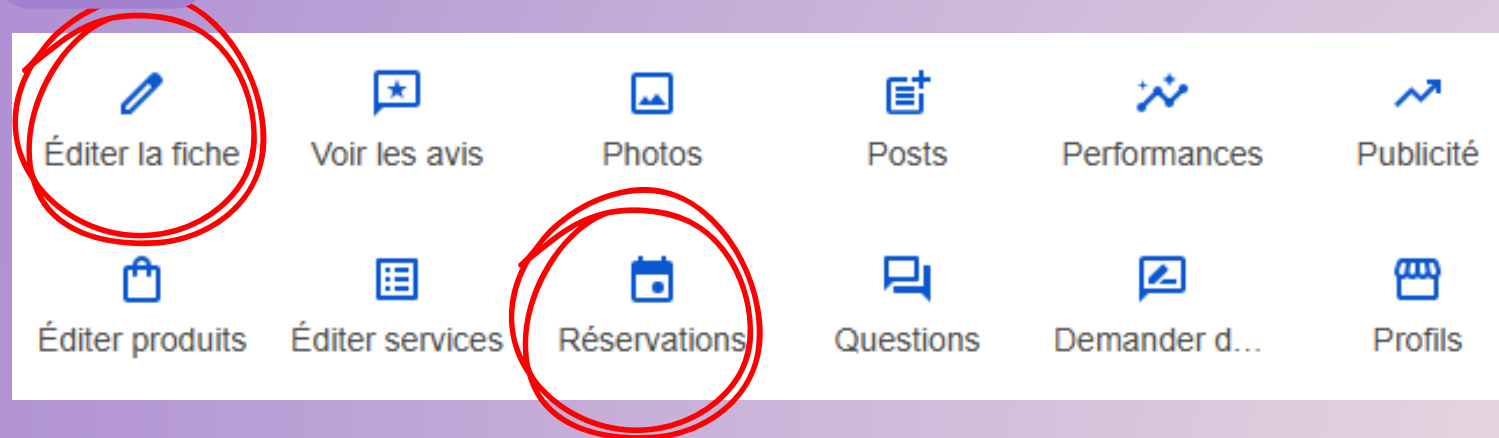 Éditer la fiche Voir les avis Photos Posts Performances Publicité
Éditer produits Éditer services Réservations Questions Demander d... Profils